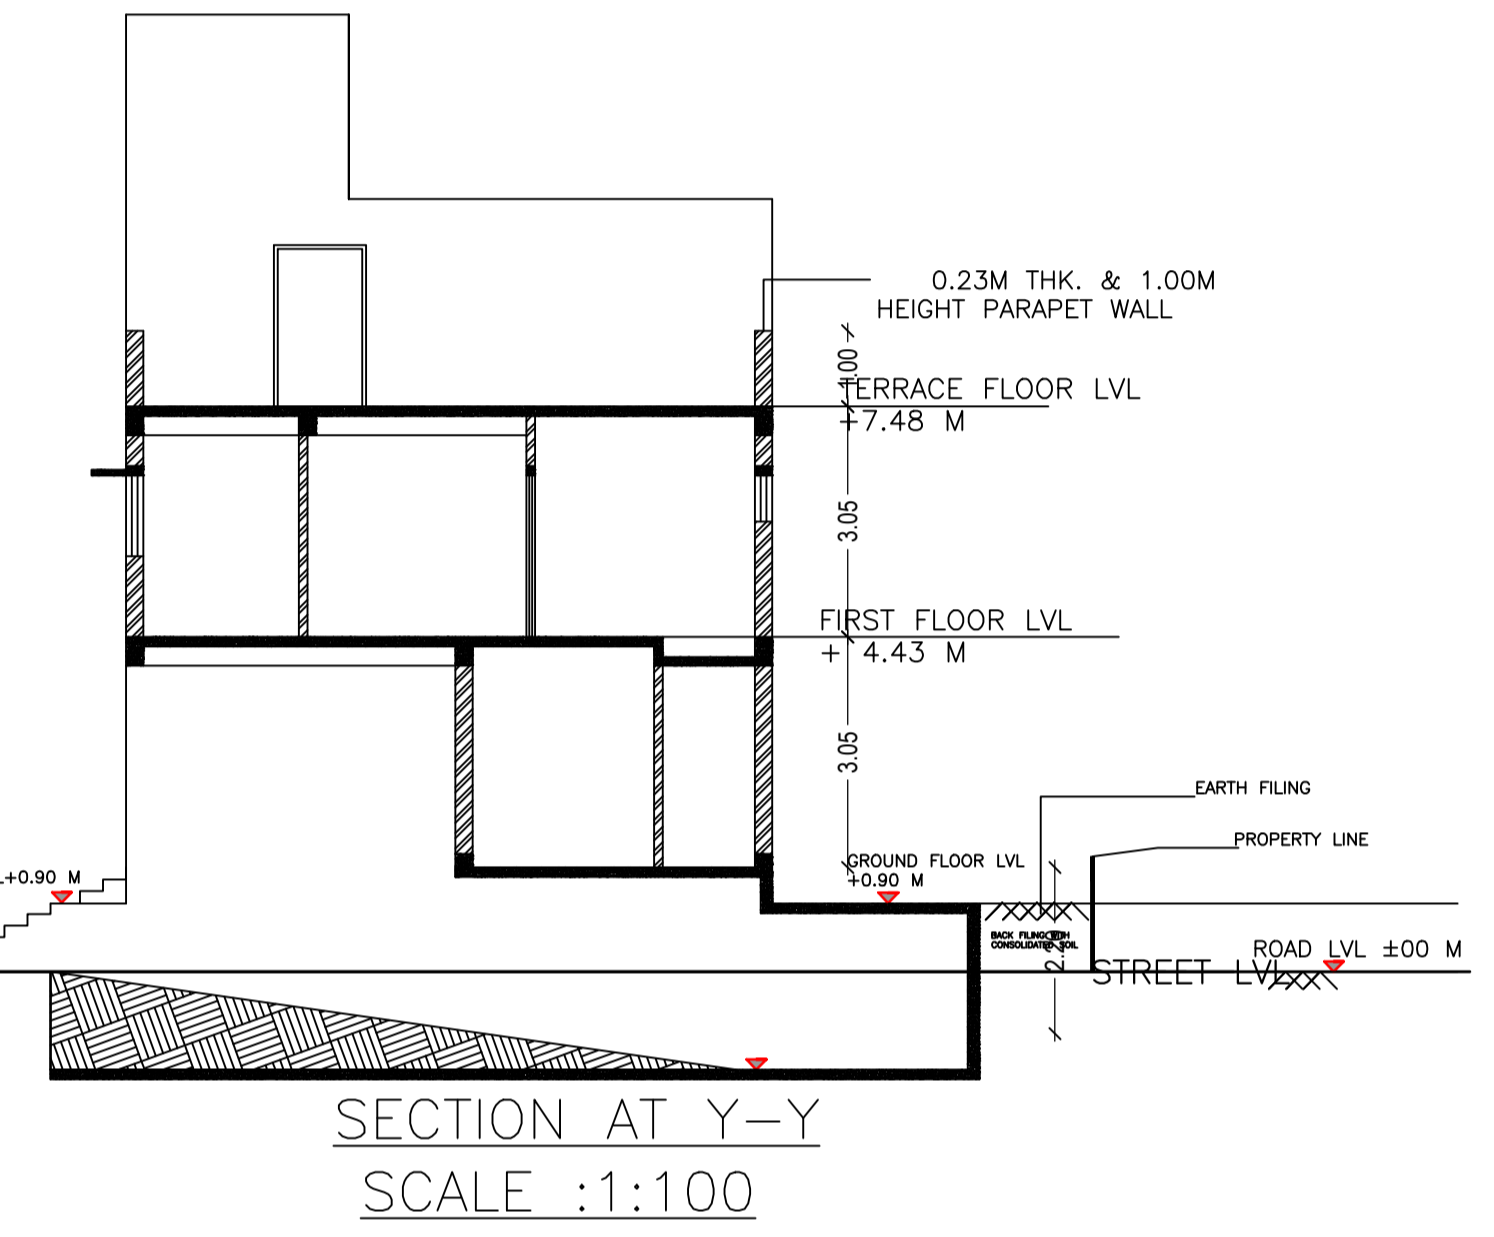 0.23M THK. & 1.00M
HEIGHT PARAPET WALL
1.00
TERRACE FLOOR LVL
+7.48 M
3.05
FIRST FLOOR LVL
+ 4.43 M
3.05
EARTH FILING
PROPERTY LINE
GROUND FLOOR LVL
+0.90 M
+0.90 M
BACK FILING WITH
CONSOLIDATED SOIL
2.20
ROAD LVL ±00 M
STREET LVL
SECTION AT Y-Y
SCALE :1:100